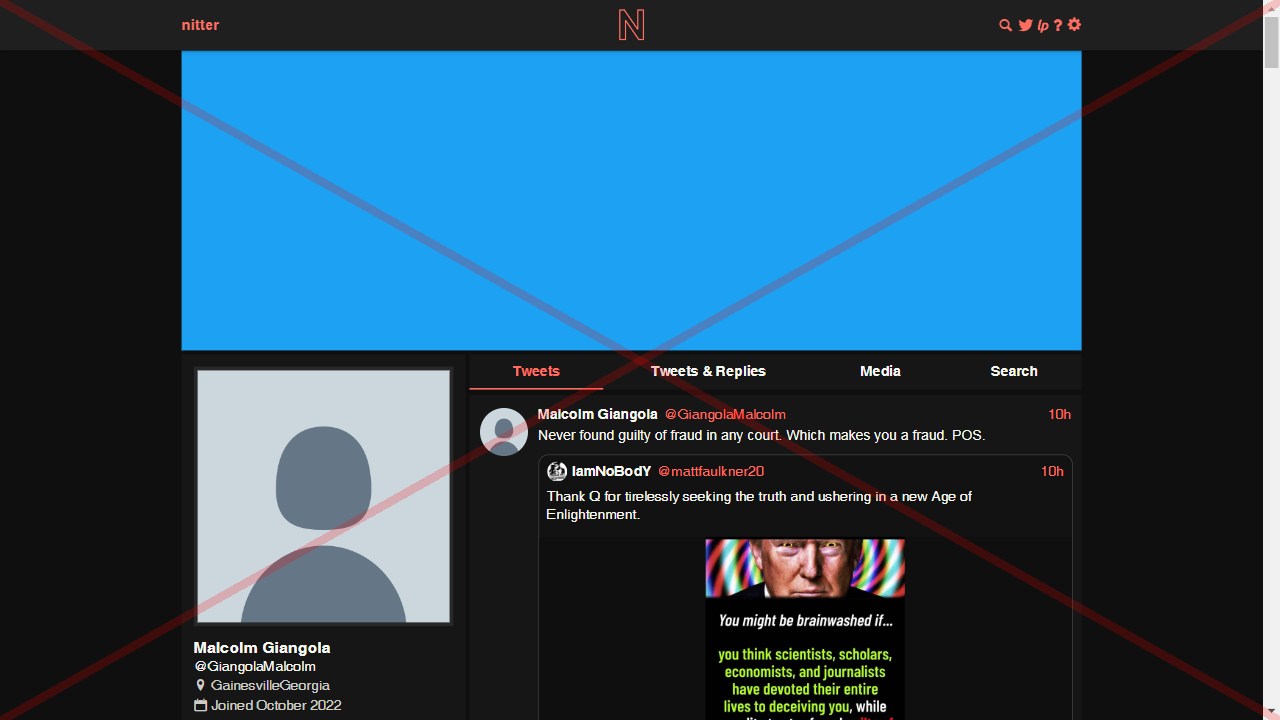 nitter
N
lp ?
Tweets
Tweets & Replies
Media
Search
Malcolm Giangola @GiangolaMalcolm 10h
Never found guilty of fraud in any court. Which makes you a fraud. POS.
IamNoBodY @mattfaulkner20 10h
Thank Q for tirelessly seeking the truth and ushering in a new Age of
Enlightenment.
You might be brainwashed if...
you think scientists, scholars,
economists, and journalists
have devoted their entire
lives to deceiving you, while
Malcolm Giangola
@GiangolaMalcolm
GainesvilleGeorgia
Joined October 2022